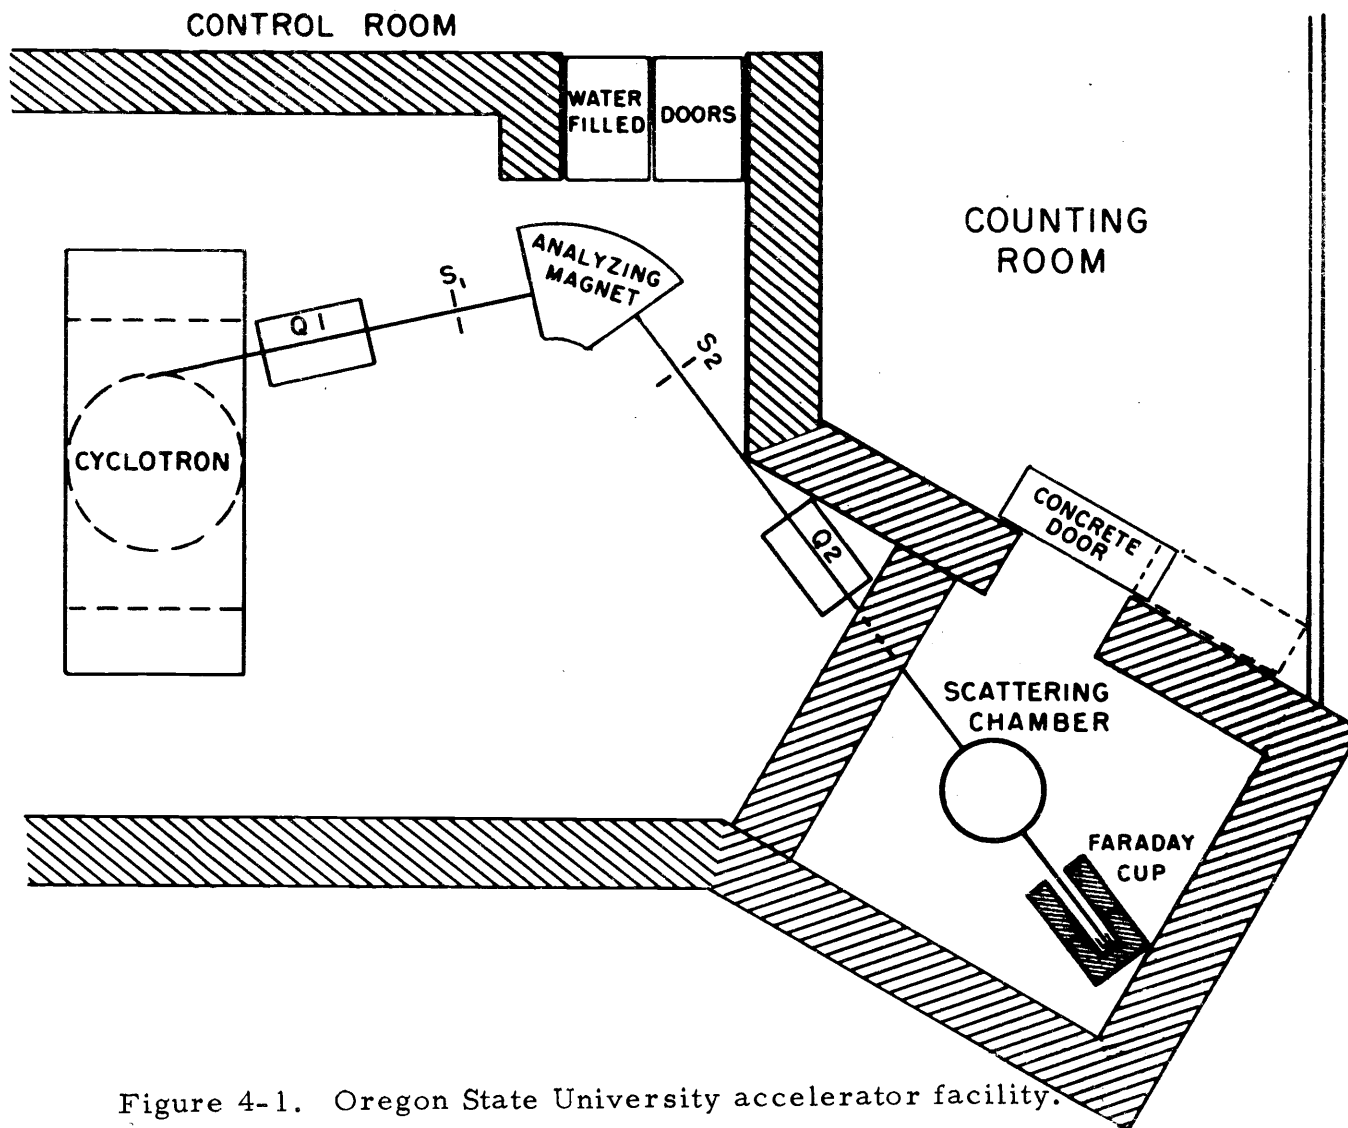 CONTROL ROOM
WATER
FILLED
DOORS
COUNTING
ROOM
ANALYZING
MAGNET
S1
Q1
S2
CYCLOTRON
CONCRETE
DOOR
Q2
SCATTERING
CHAMBER
FARADAY
CUP
Figure 4-1. Oregon State University accelerator facility.